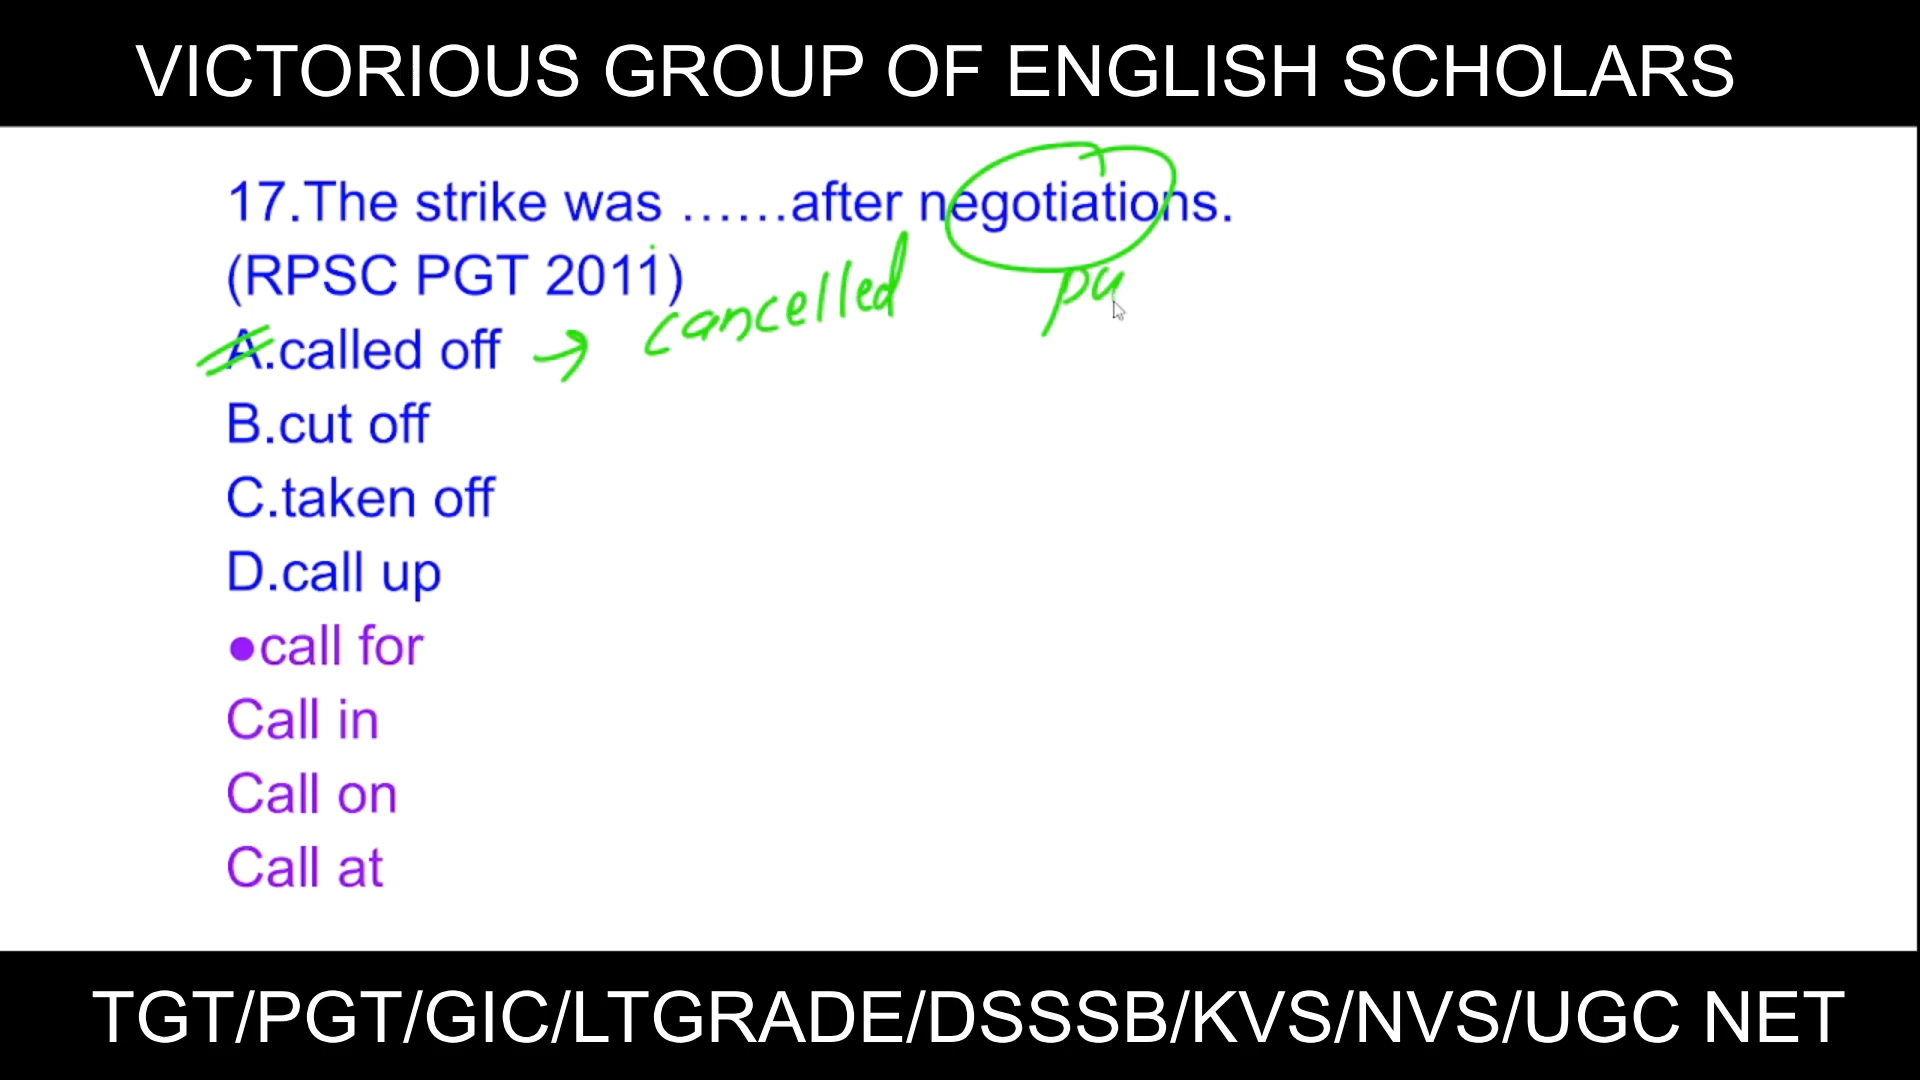 VICTORIOUS GROUP OF ENGLISH SCHOLARS
17.The strike was ......after negotiations.
(RPSC PGT 2011)
A.called off → cancelled
pu
B.cut off
C.taken off
D.call up
●call for
Call in
Call on
Call at
TGT/PGT/GIC/LTGRADE/DSSSB/KVS/NVS/UGC NET